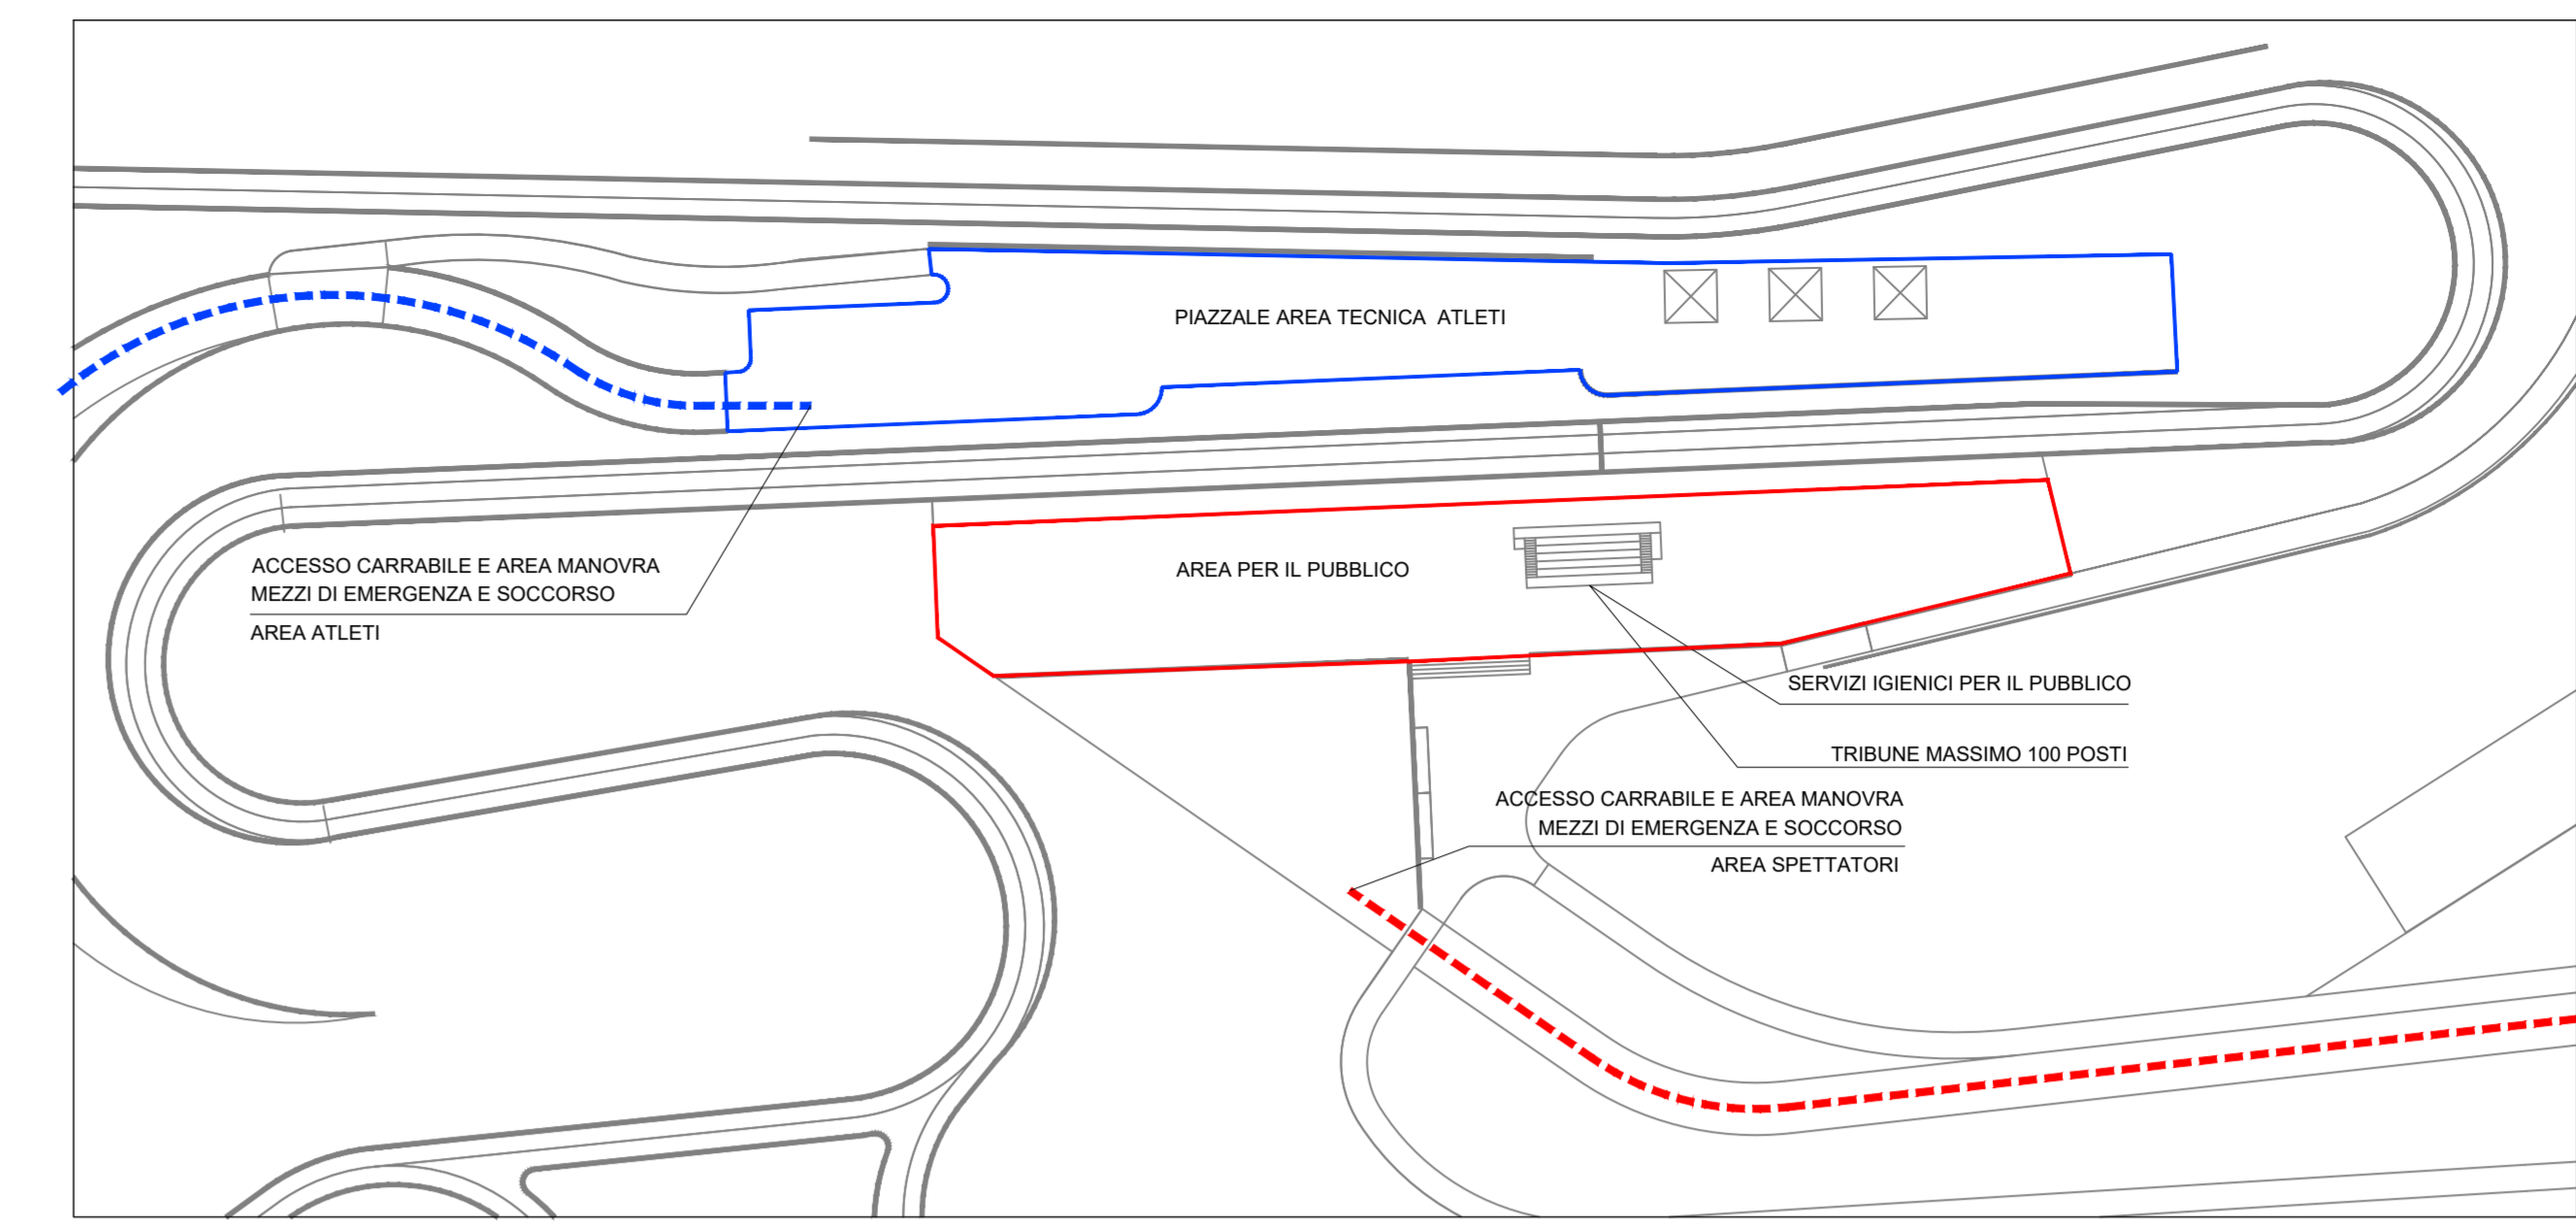 PIAZZALE AREA TECNICA ATLETI
ACCESSO CARRABILE E AREA MANOVRA
MEZZI DI EMERGENZA E SOCCORSO
AREA ATLETI
AREA PER IL PUBBLICO
SERVIZI IGIENICI PER IL PUBBLICO
TRIBUNE MASSIMO 100 POSTI
ACCESSO CARRABILE E AREA MANOVRA
MEZZI DI EMERGENZA E SOCCORSO
AREA SPETTATORI